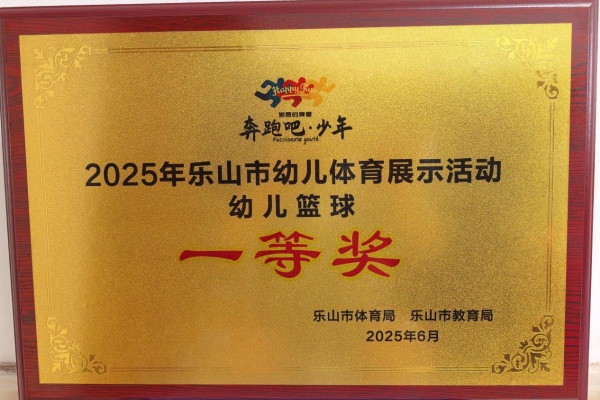 Happy Run
奔跑吧·少年
Passionate youth
2025年乐山市幼儿体育展示活动
幼儿篮球
一等奖
乐山市体育局 乐山市教育局
2025年6月